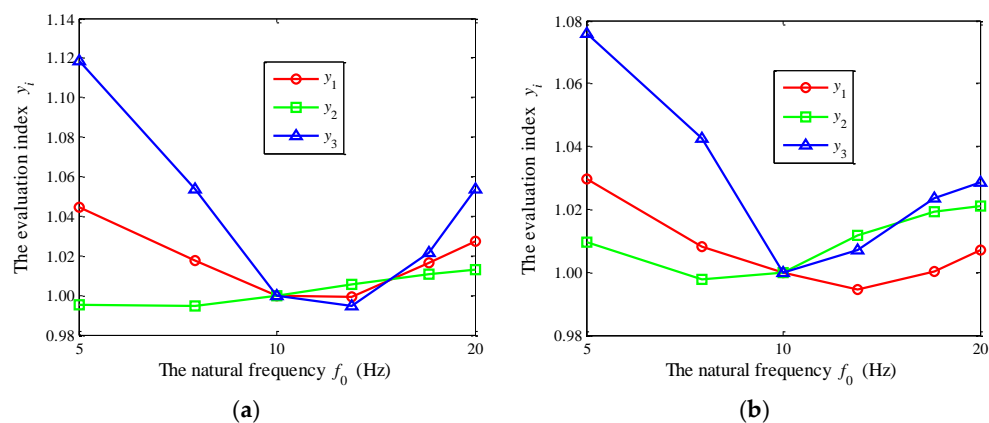 The evaluation index y_i
1.14
1.12
1.10
1.08
1.06
1.04
1.02
1.00
0.98
y_1
y_2
y_3
5
10
20
The natural frequency f_0 (Hz)
(a)
The evaluation index y_i
1.08
1.06
1.04
1.02
1.00
0.98
y_1
y_2
y_3
5
10
20
The natural frequency f_0 (Hz)
(b)